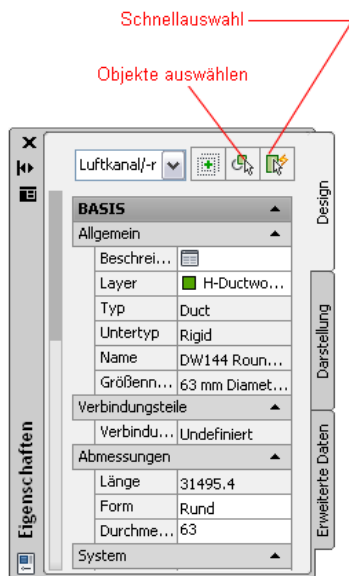 Schnellauswahl
Objekte auswählen
Luftkanal/-r
BASIS
Allgemein
Beschrei...
Layer H-Ductwo...
Typ Duct
Untertyp Rigid
Name DW144 Roun...
Größenn... 63 mm Diamet...
Verbindungsteile
Verbindu... Undefiniert
Abmessungen
Länge 31495.4
Form Rund
Durchme... 63
System
Design
Darstellung
Erweiterte Daten
Eigenschaften